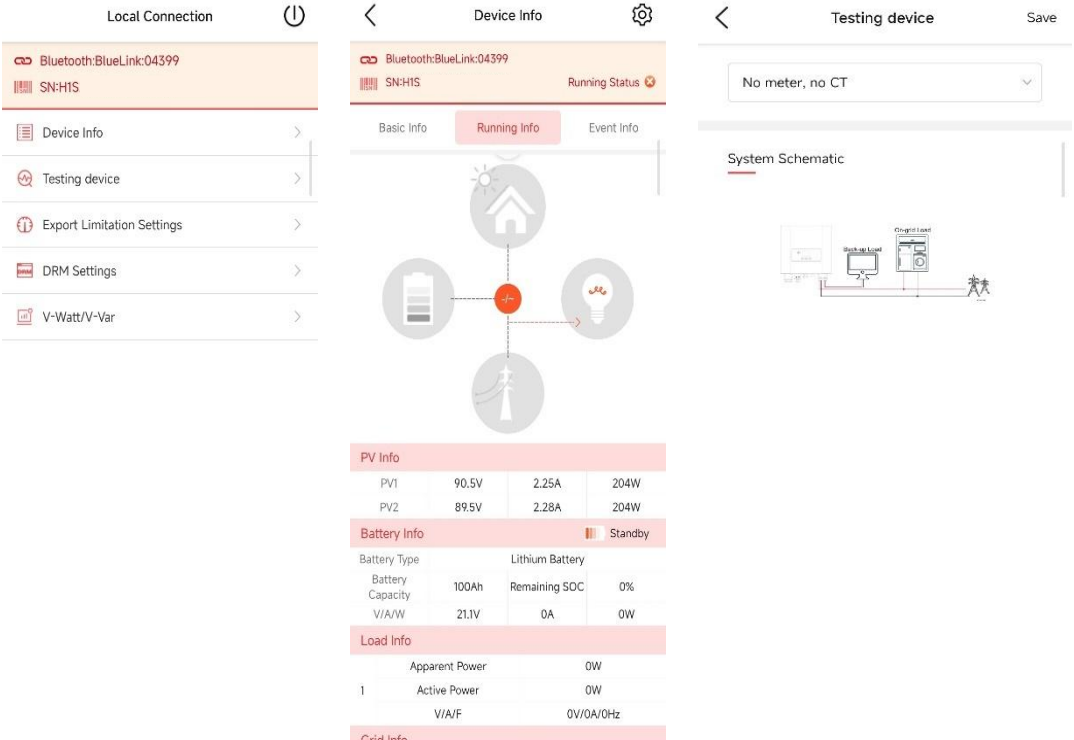 Local Connection
Bluetooth:BlueLink:04399
SN:H1S
Device Info
Testing device
Export Limitation Settings
DRM Settings
V-Watt/V-Var
Device Info
Bluetooth:BlueLink:04399
SN:H1S Running Status
Basic Info Running Info Event Info
-/-
PV Info
PV1 90.5V 2.25A 204W
PV2 89.5V 2.28A 204W
Battery Info Standby
Battery Type Lithium Battery
Battery Capacity 100Ah Remaining SOC 0%
V/A/W 21.1V 0A 0W
Load Info
Apparent Power 0W
1 Active Power 0W
V/A/F 0V/0A/0Hz
Grid Info
Testing device Save
No meter, no CT
System Schematic
On-grid Load
Back-up Load